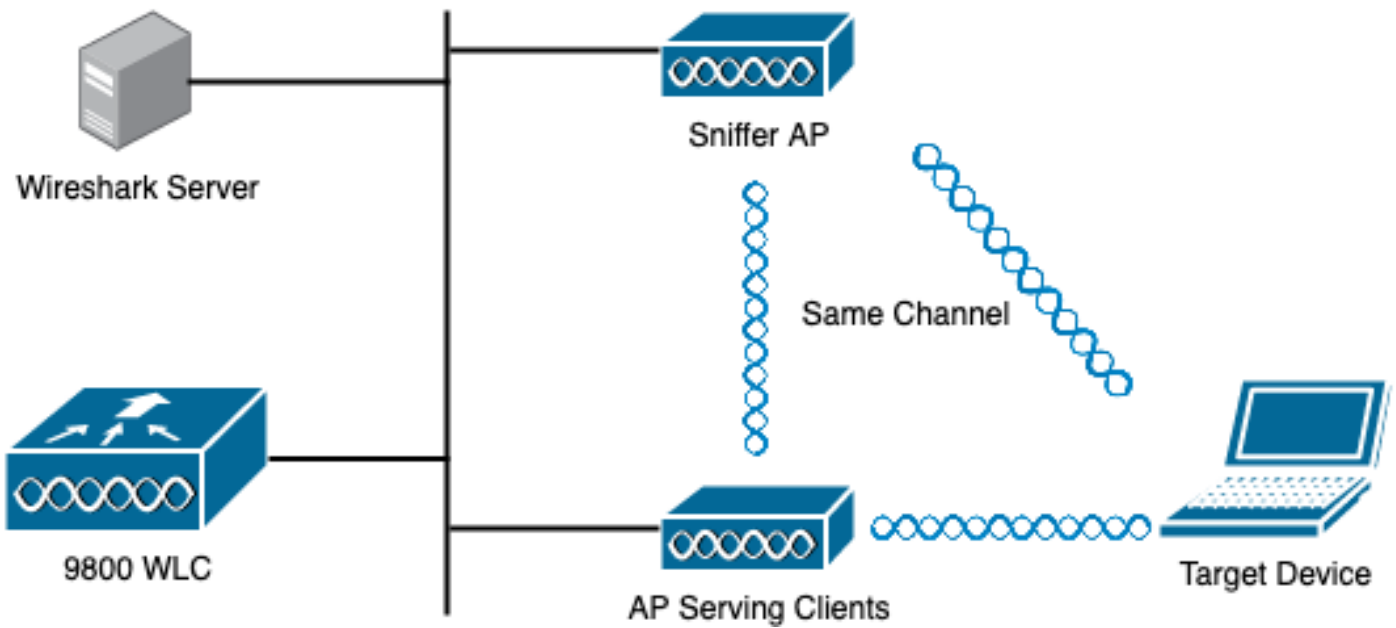 Sniffer AP
Wireshark Server
Same Channel
9800 WLC
Target Device
AP Serving Clients